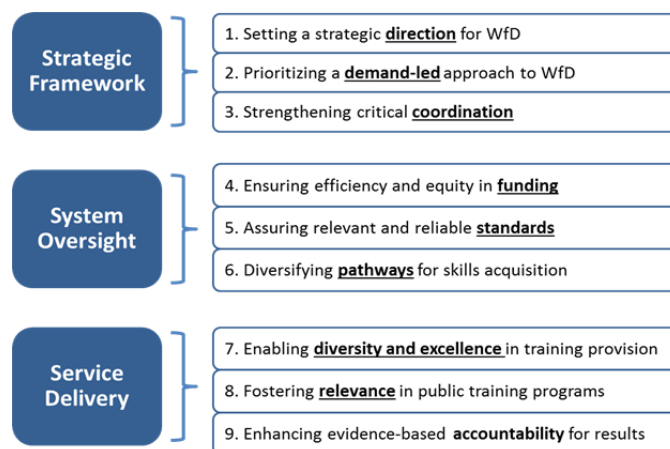 Strategic
Framework
1. Setting a strategic direction for WfD
2. Prioritizing a demand-led approach to WfD
3. Strengthening critical coordination
System
Oversight
4. Ensuring efficiency and equity in funding
5. Assuring relevant and reliable standards
6. Diversifying pathways for skills acquisition
Service
Delivery
7. Enabling diversity and excellence in training provision
8. Fostering relevance in public training programs
9. Enhancing evidence-based accountability for results